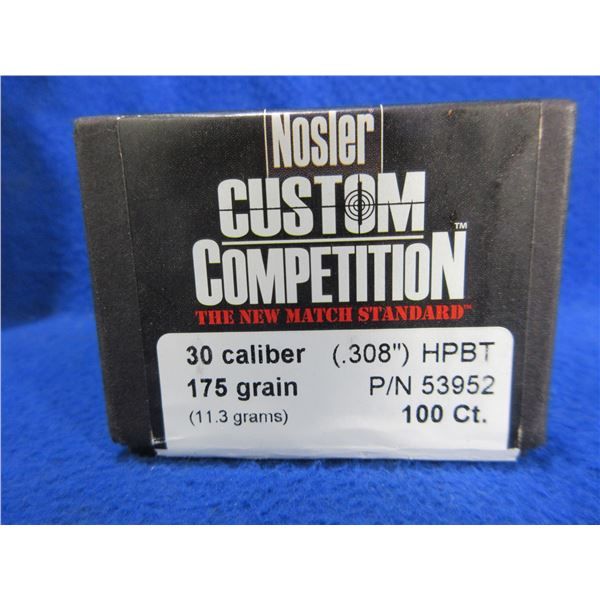 Nosler
CUSTOM
COMPETITION™
THE NEW MATCH STANDARD™
30 caliber (.308") HPBT
175 grain P/N 53952
(11.3 grams) 100 Ct.